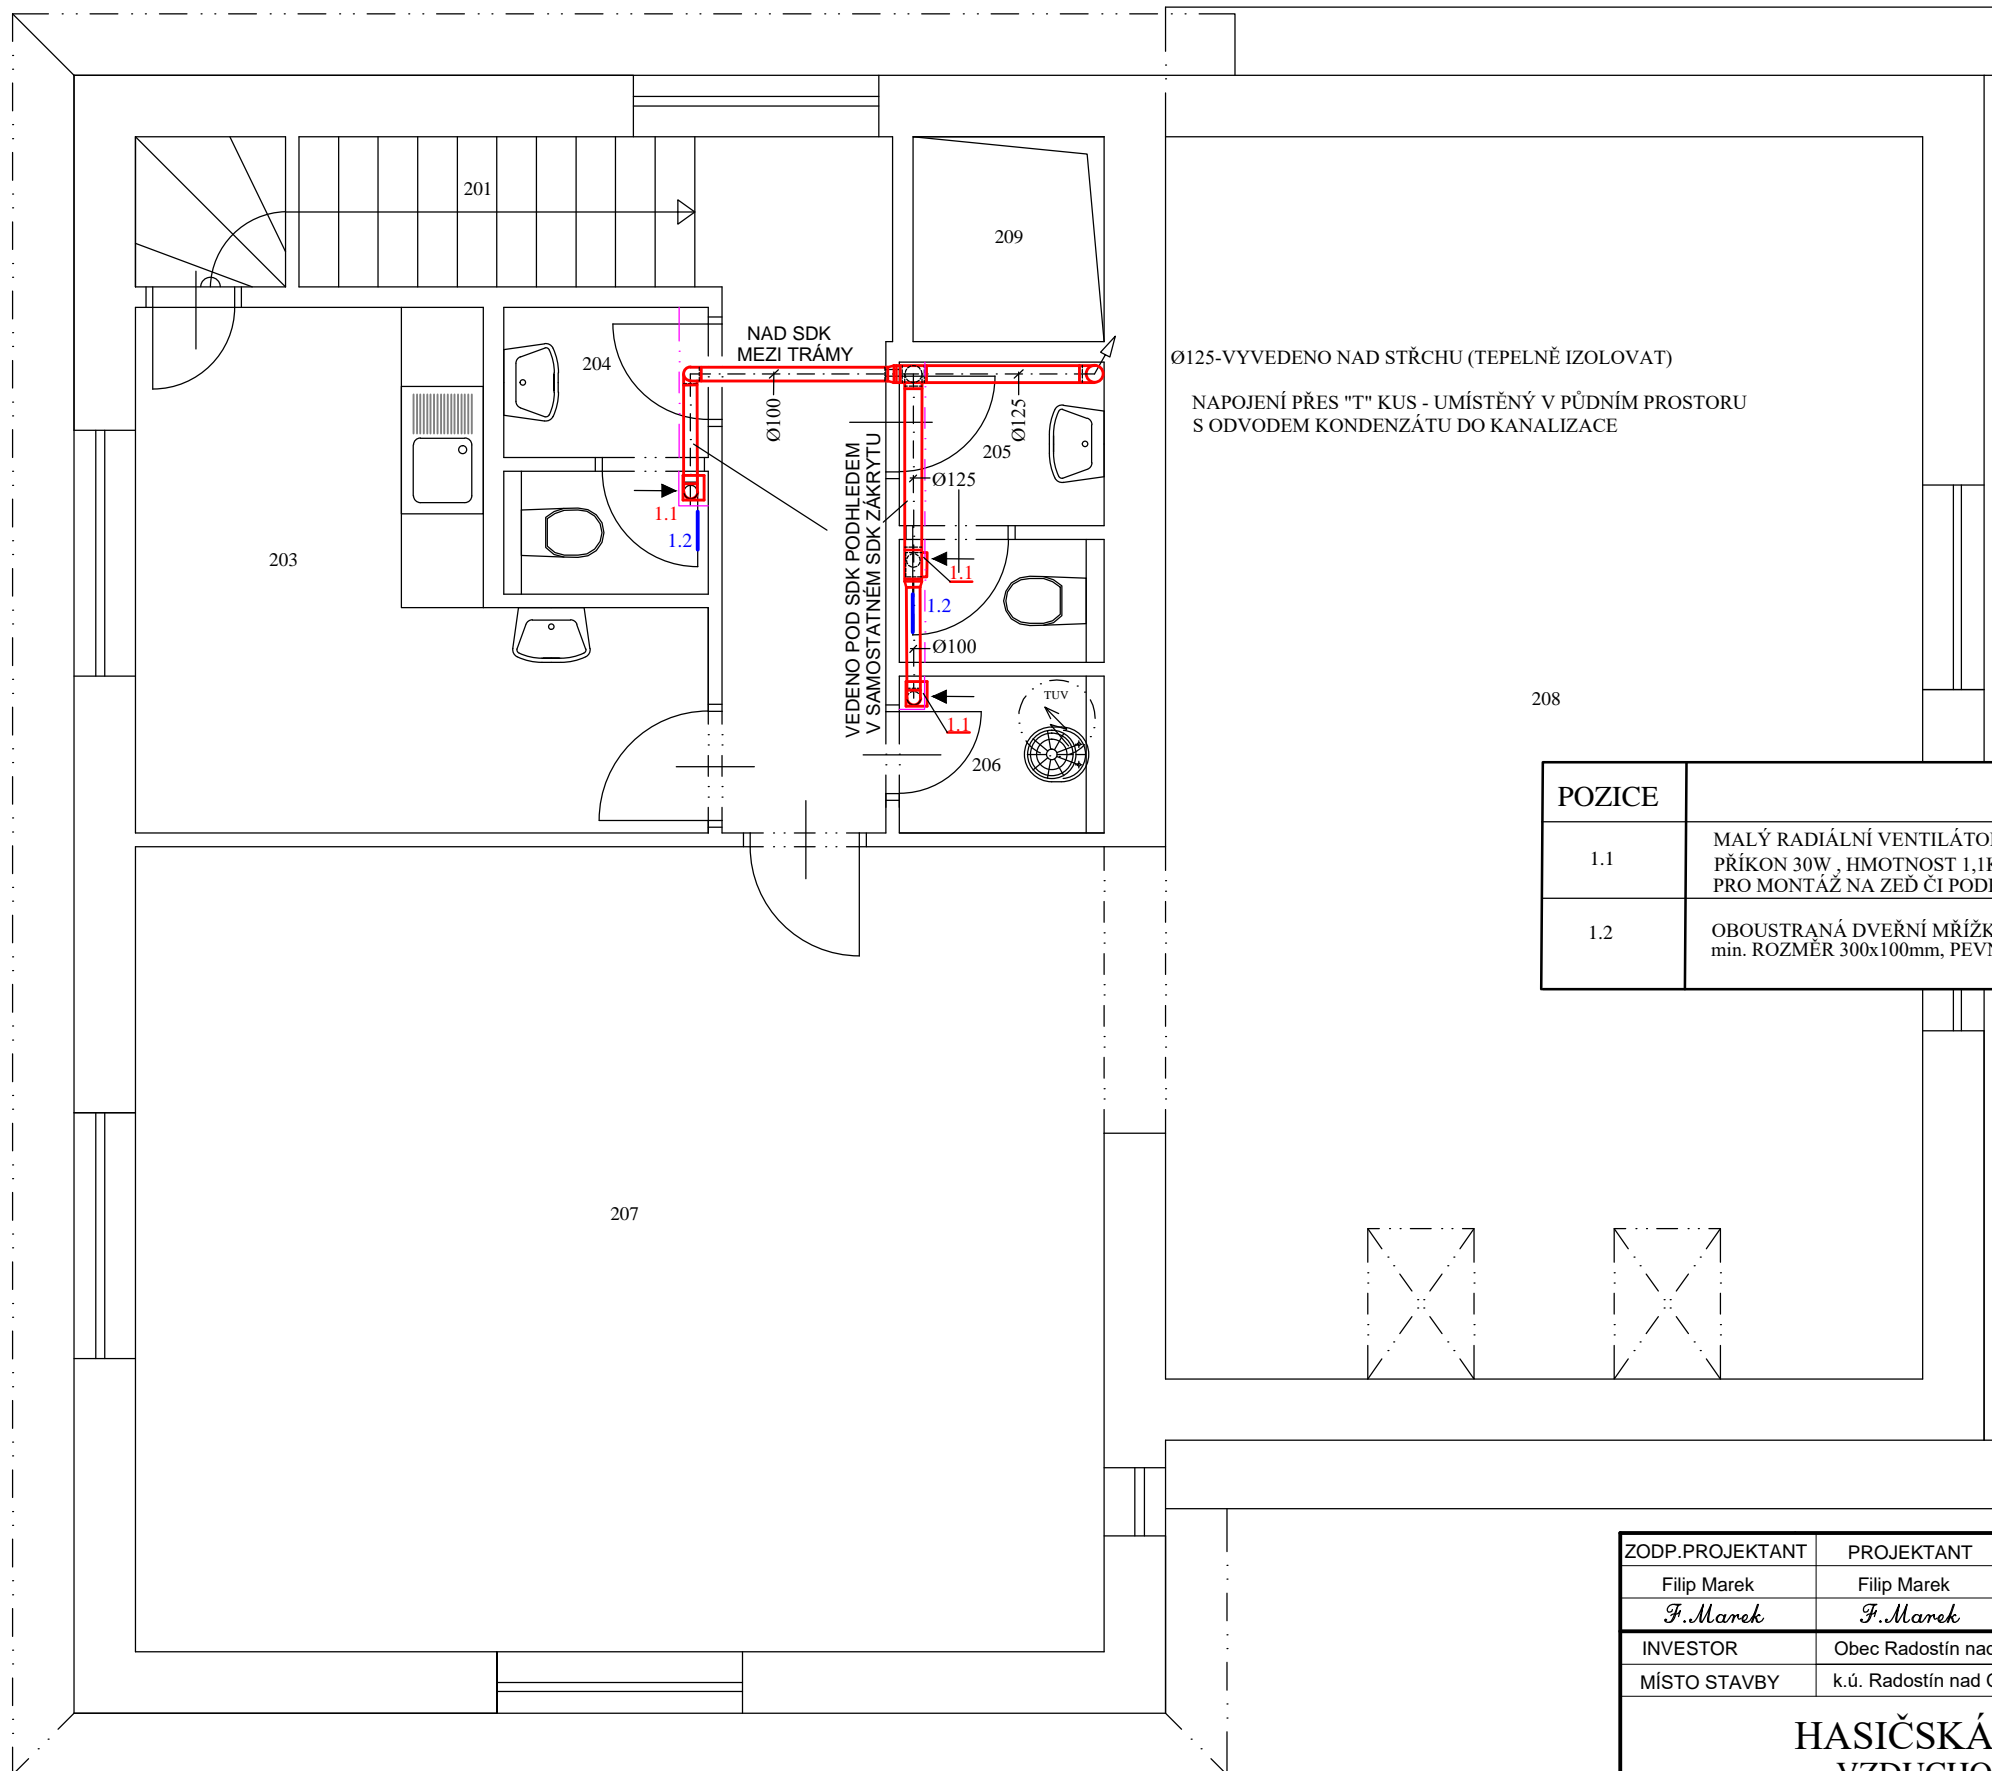 201
209
204
NAD SDK
MEZI TRÁMY
Ø125-VYVEDENO NAD STŘCHU (TEPELNĚ IZOLOVAT)
NAPOJENÍ PŘES "T" KUS - UMÍSTĚNÝ V PŮDNÍM PROSTORU
S ODVODEM KONDENZÁTU DO KANALIZACE
Ø100
Ø125
205
Ø125
VEDENO POD SDK PODHLEDEM
V SAMOSTATNÉM SDK ZÁKRYTU
1.1
1.2
203
1.1
1.2
Ø100
TUV
1.1
206
208
POZICE
1.1
MALÝ RADIÁLNÍ VENTILÁTO
PŘÍKON 30W , HMOTNOST 1,1
PRO MONTÁŽ NA ZEĎ ČI POD
1.2
OBOUSTRANÁ DVEŘNÍ MŘÍŽK
min. ROZMĚR 300x100mm, PEV
207
ZODP.PROJEKTANT PROJEKTANT
Filip Marek Filip Marek
F.Marek F.Marek
INVESTOR Obec Radostín nad
MÍSTO STAVBY k.ú. Radostín nad
HASIČSKÁ
VZDUCHO